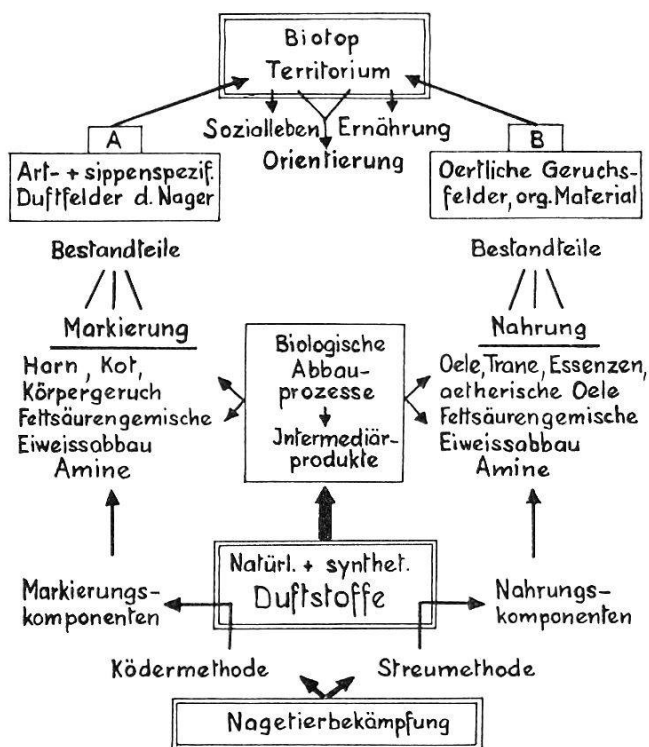 Biotop
Territorium
Sozialleben Ernährung
Orientierung
A
Art- + sippenspezif.
Duftfelder d. Nager
Bestandteile
Markierung
Harn, Kot,
Körpergeruch
Fettsäurengemische
Eiweissabbau
Amine
B
Oertliche Geruchs-
felder, org. Material
Bestandteile
Nahrung
Oele, Trane, Essenzen,
aetherische Oele
Fettsäurengemische
Eiweissabbau
Amine
Biologische
Abbau-
prozesse
Jntermediär-
produkte
Natürl. + synthet.
Duftstoffe
Markierungs-
komponenten
Nahrungs-
komponenten
Ködermethode
Streumethode
Nagetierbekämpfung